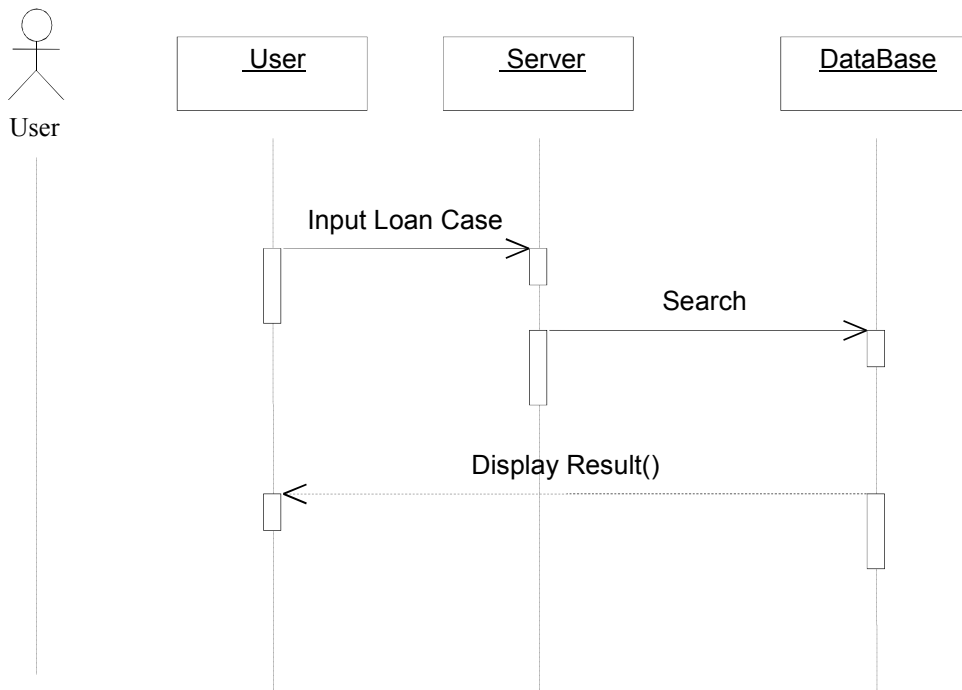 User
Server
DataBase
User
Input Loan Case
Search
Display Result()